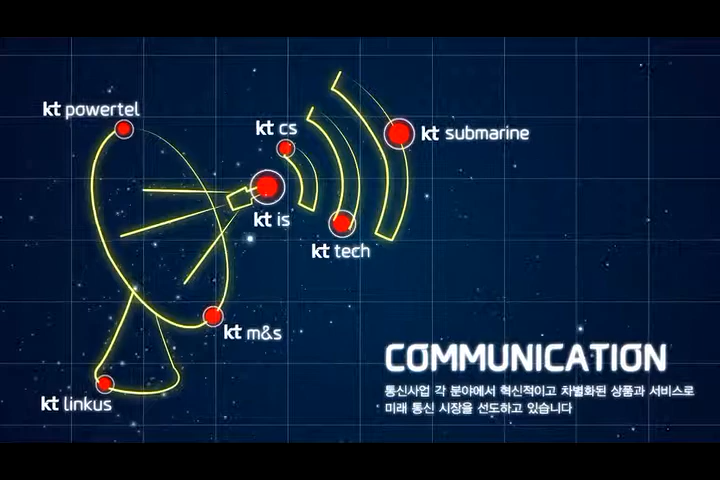 kt powertel
kt cs
kt submarine
kt is
kt tech
kt m&s
kt linkus
COMMUNICATION
통신사업 각 분야에서 혁신적이고 차별화된 상품과 서비스로
미래 통신 시장을 선도하고 있습니다